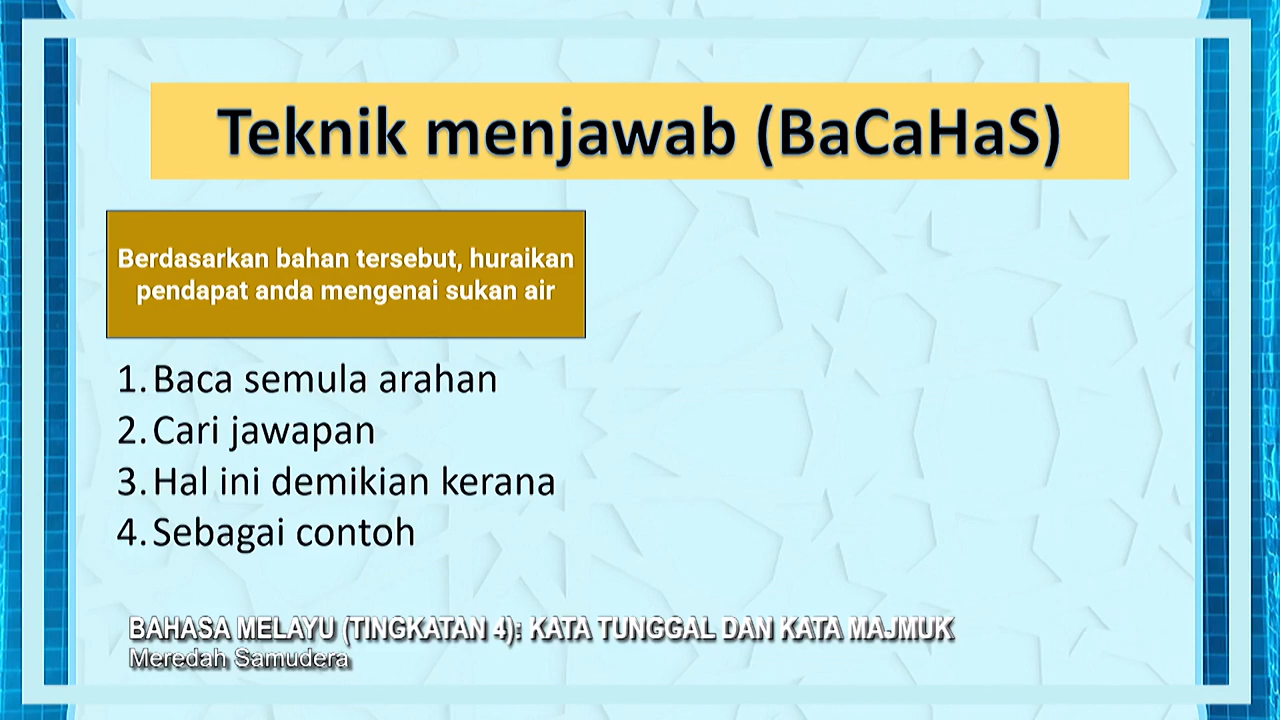 Teknik menjawab (BaCaHaS)
Berdasarkan bahan tersebut, huraikan
pendapat anda mengenai sukan air
1. Baca semula arahan
2. Cari jawapan
3. Hal ini demikian kerana
4. Sebagai contoh
BAHASA MELAYU (TINGKATAN 4): KATA TUNGGAL DAN KATA MAJMUK
Meredah Samudera